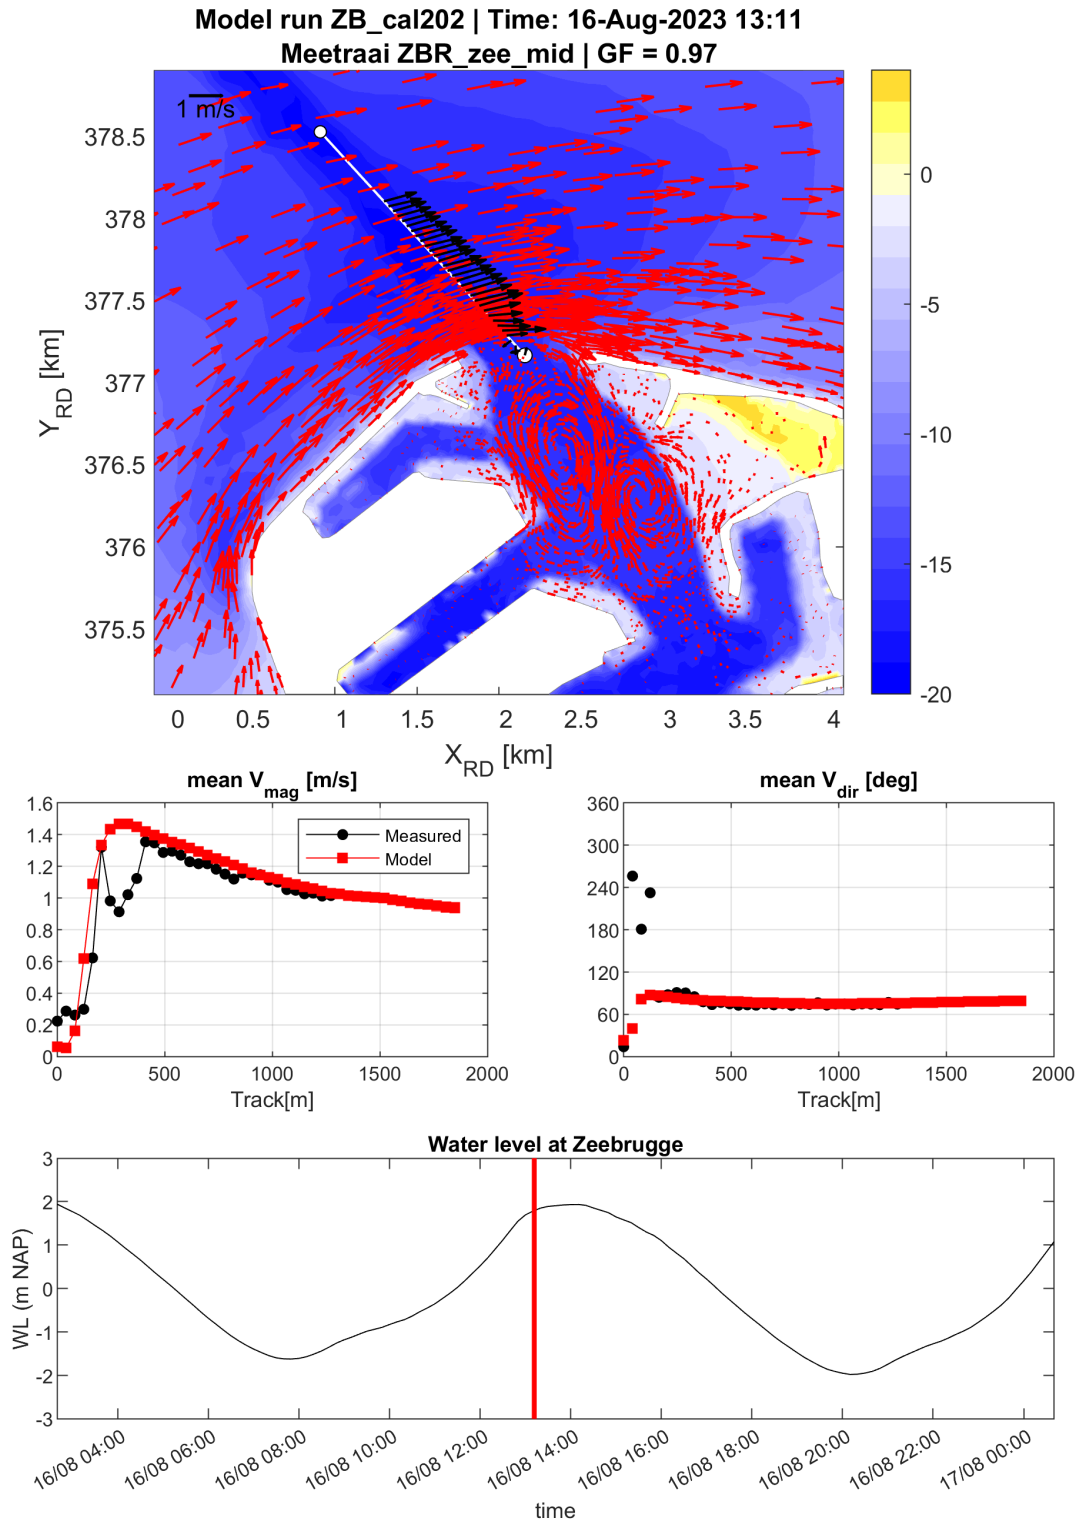 Model run ZB_cal202 | Time: 16-Aug-2023 13:11
Meetraai ZBR_zee_mid | GF = 0.97
1 m/s
378.5
378
377.5
377
376.5
376
375.5
Y_RD [km]
0 0.5 1 1.5 2 2.5 3 3.5 4
X_RD [km]
0
-5
-10
-15
-20
mean V_mag [m/s]
1.6
1.4
1.2
1
0.8
0.6
0.4
0.2
0
Measured
Model
0 500 1000 1500 2000
Track[m]
mean V_dir [deg]
360
300
240
180
120
60
0
0 500 1000 1500 2000
Track[m]
Water level at Zeebrugge
3
2
1
0
-1
-2
-3
WL (m NAP)
16/08 04:00 16/08 06:00 16/08 08:00 16/08 10:00 16/08 12:00 16/08 14:00 16/08 16:00 16/08 18:00 16/08 20:00 16/08 22:00 17/08 00:00
time